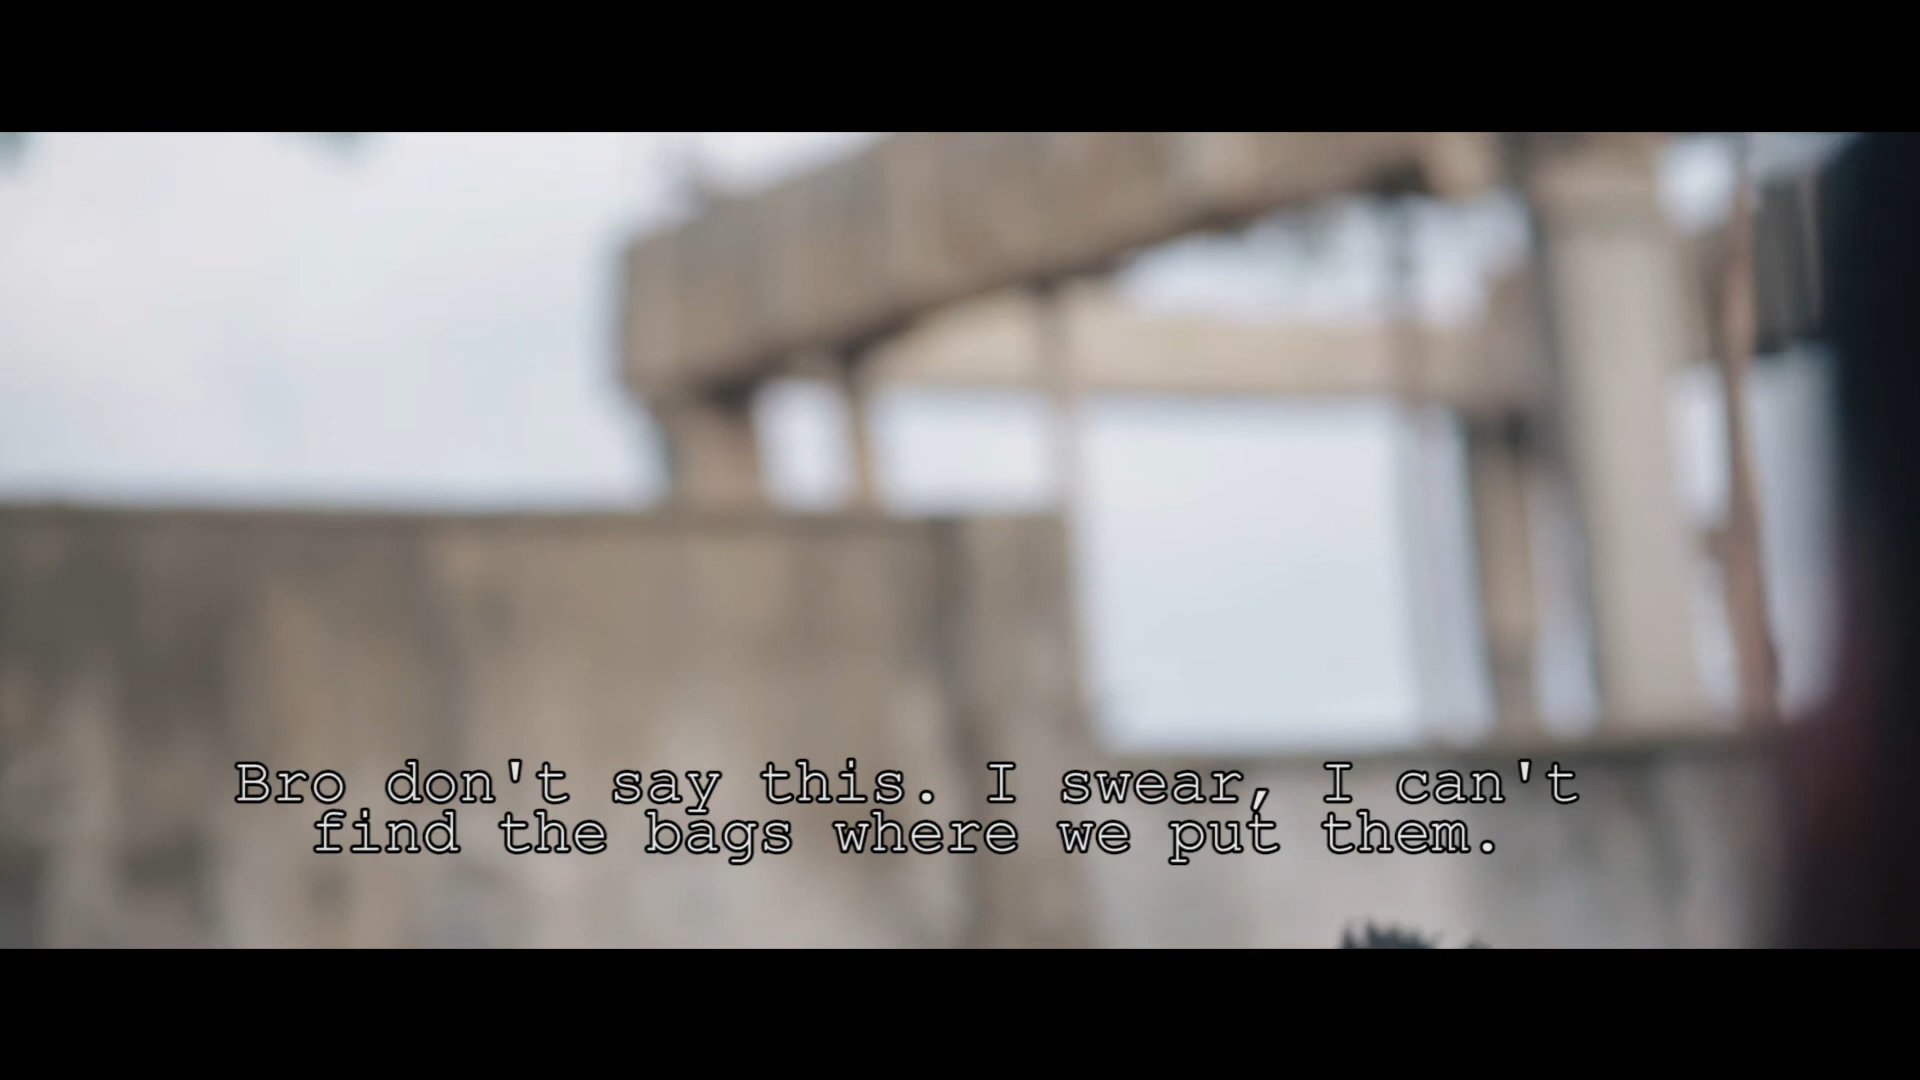 Bro don't say this. I swear, I can't
find the bags where we put them.